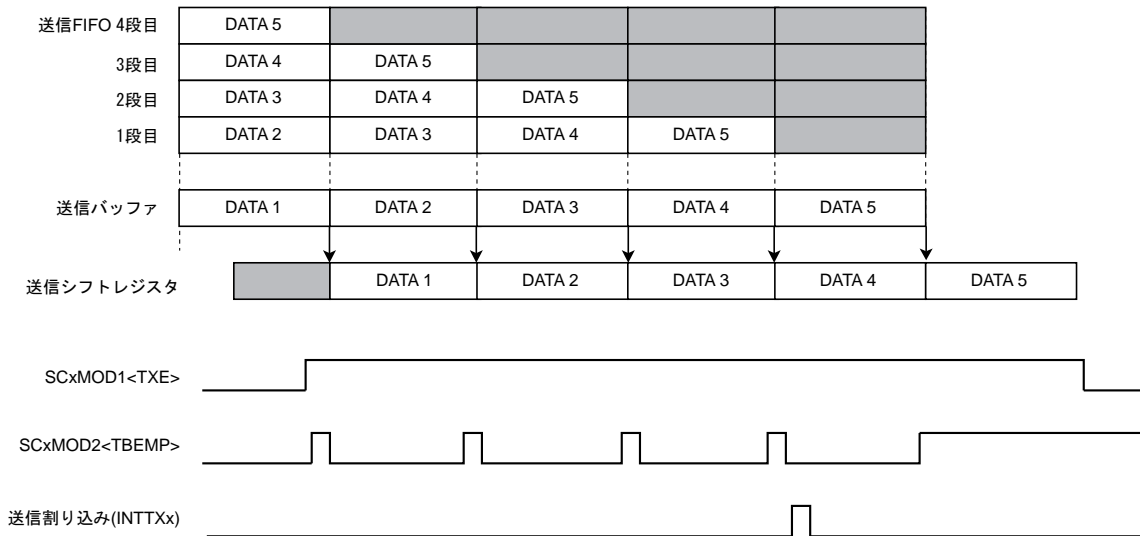 送信FIFO 4段目 DATA 5
3段目 DATA 4 DATA 5
2段目 DATA 3 DATA 4 DATA 5
1段目 DATA 2 DATA 3 DATA 4 DATA 5
送信バッファ DATA 1 DATA 2 DATA 3 DATA 4 DATA 5
送信シフトレジスタ DATA 1 DATA 2 DATA 3 DATA 4 DATA 5
SCxMOD1<TXE>
SCxMOD2<TBEMP>
送信割り込み(INTTXx)